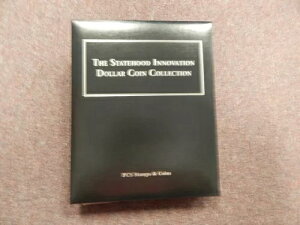 The Statehood Innovation
Dollar Coin Collection
PCS Stamps & Coins